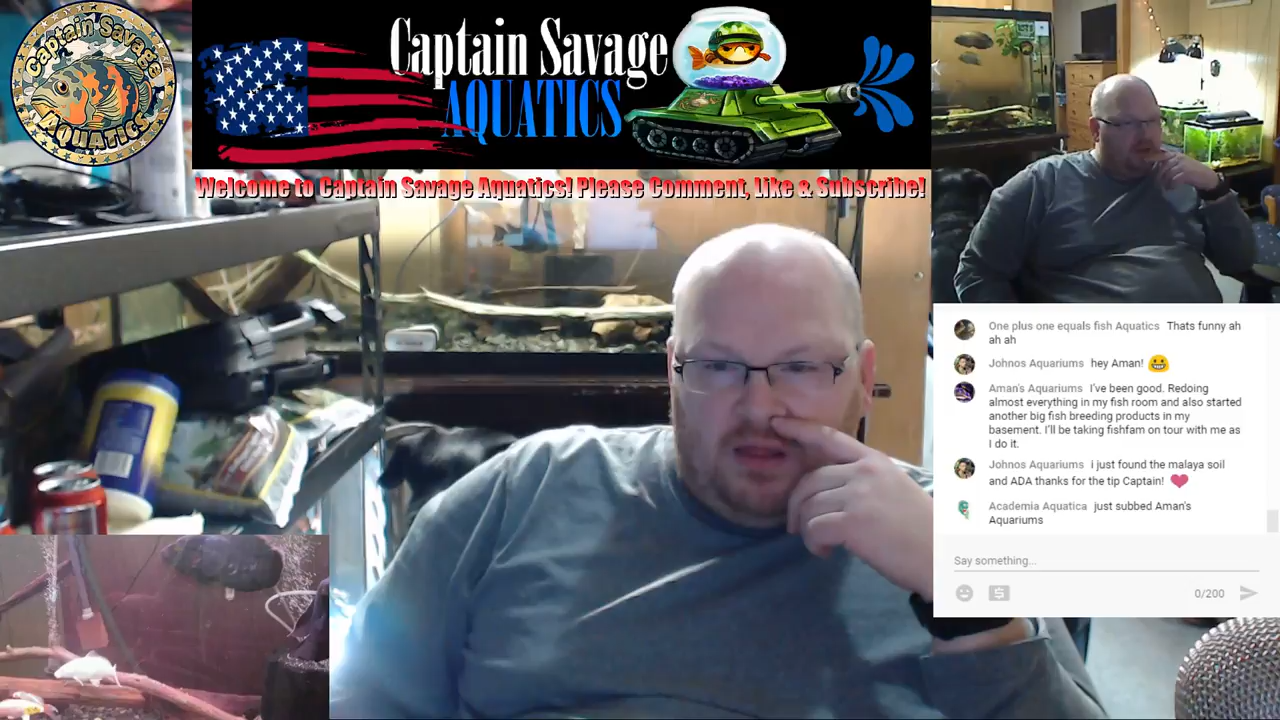 Captain Savage
AQUATICS
Captain Savage
AQUATICS
Welcome to Captain Savage Aquatics! Please Comment, Like & Subscribe!
One plus one equals fish Aquatics Thats funny ah
ah ah
Johnos Aquariums hey Aman!
Aman's Aquariums I've been good. Redoing
almost everything in my fish room and also started
another big fish breeding products in my
basement. I'll be taking fishfam on tour with me as
I do it.
Johnos Aquariums i just found the malaya soil
and ADA thanks for the tip Captain!
Academia Aquatica just subbed Aman's
Aquariums
Say something...
0/200